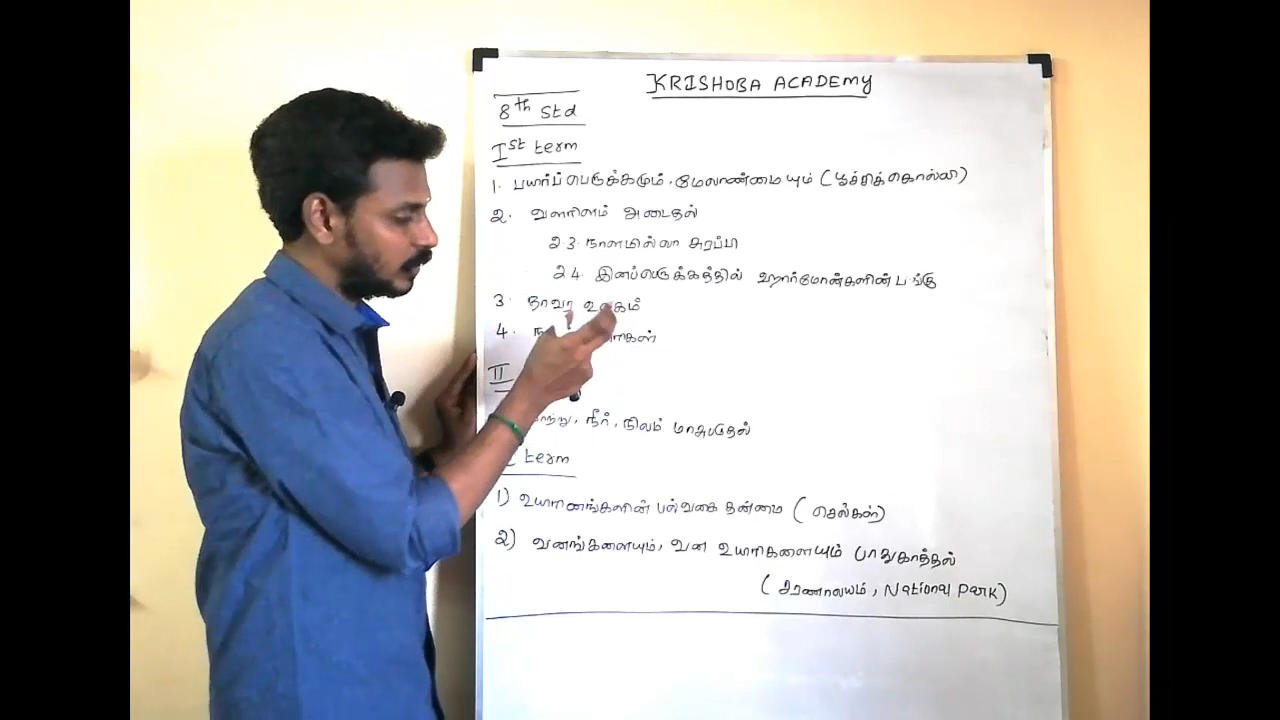 KRISHOBA ACADEMY
8th Std
Ist term
1. பயிர்ப் பெருக்கமும், மேலாண்மையும் (பூச்சிக்கொல்லி)
2. வளரிளம் அடைதல்
2.3. நாளமில்லா சுரப்பி
2.4. இனப்பெருக்கத்தில் ஹார்மோன்களின் பங்கு
3. தாவர உலகம்
4.
II
நீர், நிலம் மாசுபடுதல்
term
1) உயிரினங்களின் பல்வகை தன்மை (செல்கள்)
2) வனங்களையும், வன உயிரிகளையும் பாதுகாத்தல்
(சரணாலயம், National Park)